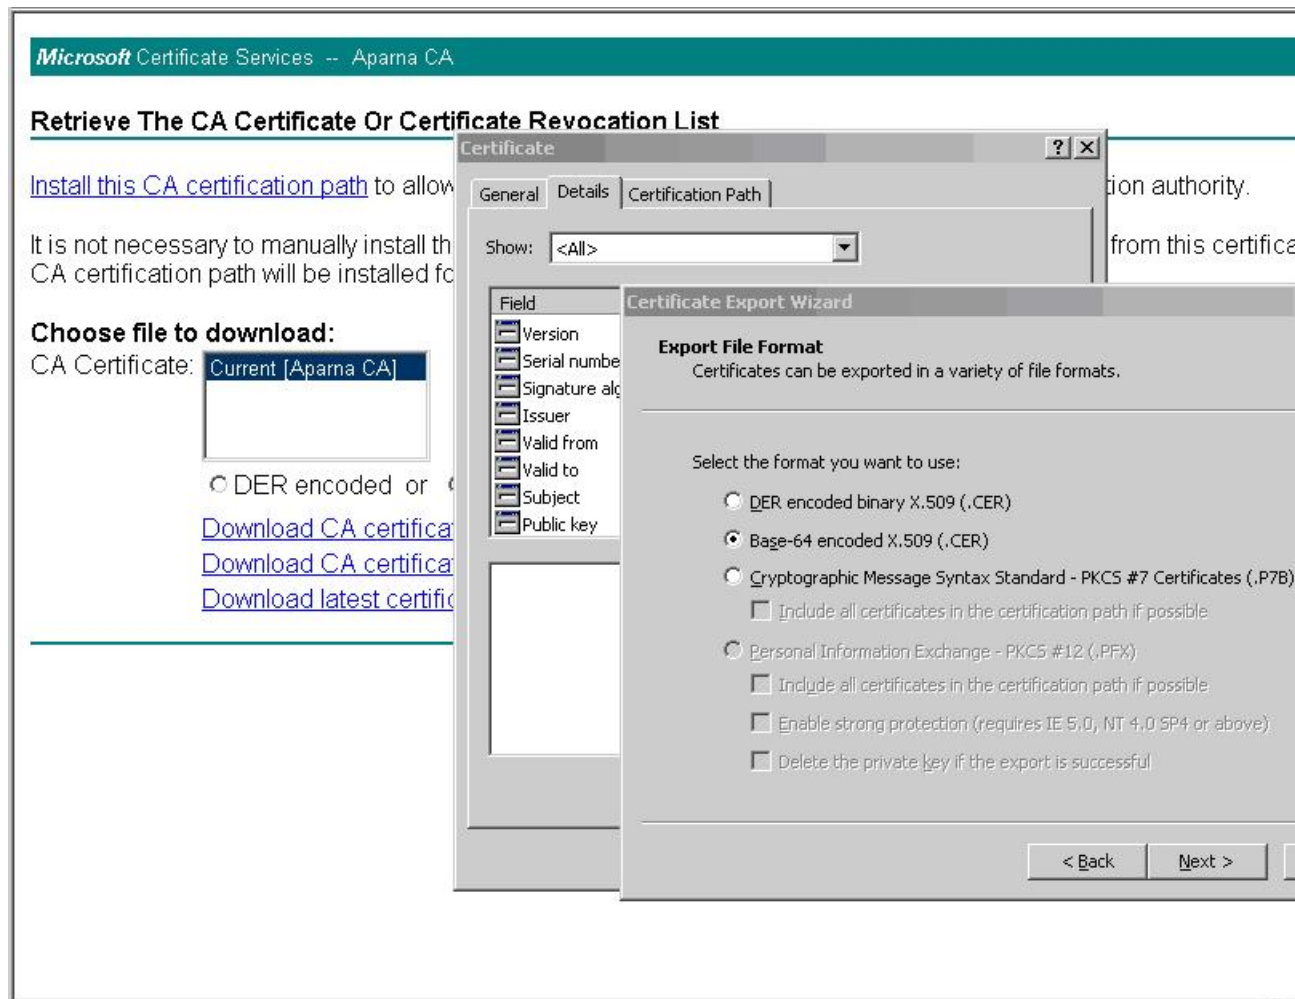 Microsoft Certificate Services -- Aparna CA
Retrieve The CA Certificate Or Certificate Revocation List
Install this CA certification path to allow
authority.
It is not necessary to manually install
from this
CA certification path will be installed
Choose file to download:
CA Certificate:
Current [Aparna CA]
DER encoded or
Download CA
Download CA
Download latest
Certificate
General
Details
Certification Path
Show:
<All>
Field
Version
Serial
Signature
Issuer
Valid from
Valid to
Subject
Public key
Certificate Export Wizard
Export File Format
Certificates can be exported in a variety of file formats.
Select the format you want to use:
DER encoded binary X.509 (.CER)
Base-64 encoded X.509 (.CER)
Cryptographic Message Syntax Standard - PKCS #7 Certificates (.P7B)
Include all certificates in the certification path if possible
Personal Information Exchange - PKCS #12 (.PFX)
Include all certificates in the certification path if possible
Enable strong protection (requires IE 5.0, NT 4.0 SP4 or above)
Delete the private key if the export is successful
< Back
Next >